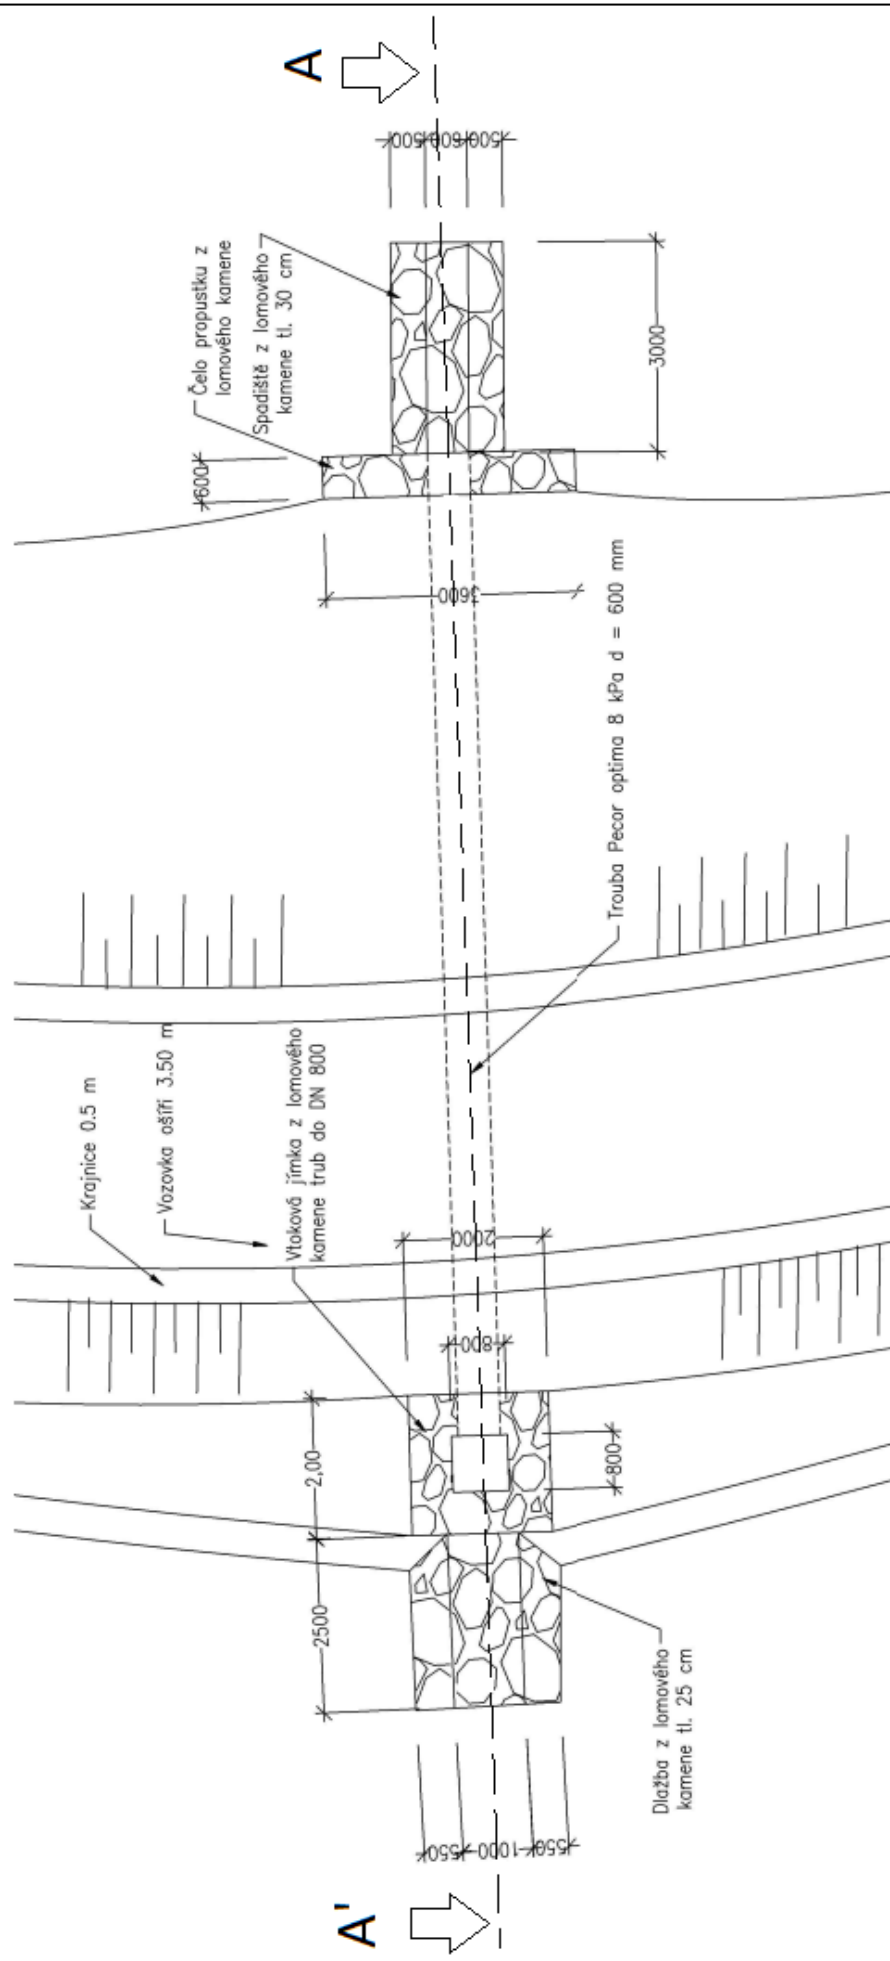 A
500
600
500
Čelo propustku z
lomového kamene
Spadiště z lomového
kamene tl. 30 cm
600
3000
3600
Trouba Pecor optima 8 kPa d = 600 mm
Krajnice 0.5 m
Vozovka ošíři 3.50 m
Vtoková jímka z lomového
kamene trub do DN 800
2000
800
2,00
800
2500
Dlažba z lomového
kamene tl. 25 cm
550
1000
550
A'